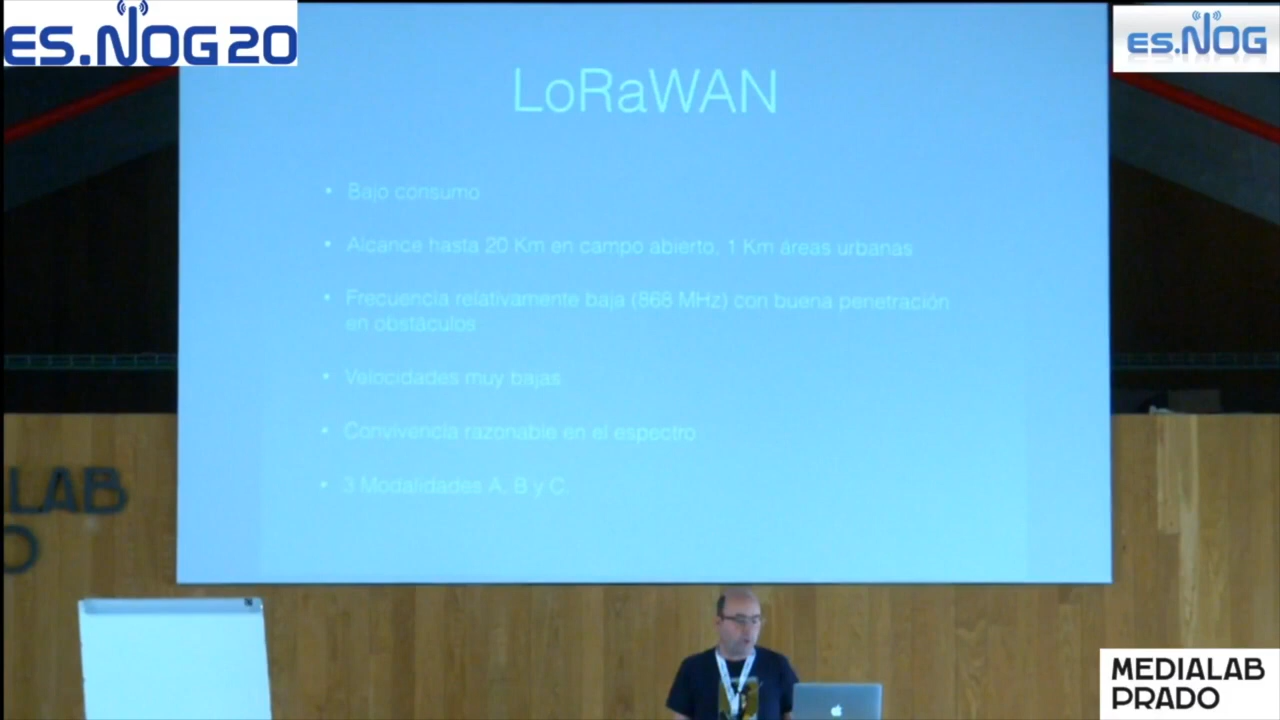 ES.NOG20
ES.NOG
LoRaWAN
• Bajo consumo
• Alcance hasta 20 Km en campo abierto, 1 Km áreas urbanas
• Frecuencia relativamente baja (868 MHz) con buena penetración
en obstáculos
• Velocidades muy bajas
• Convivencia razonable en el espectro
• 3 Modalidades A, B y C.
LAB
O
MEDIALAB
PRADO